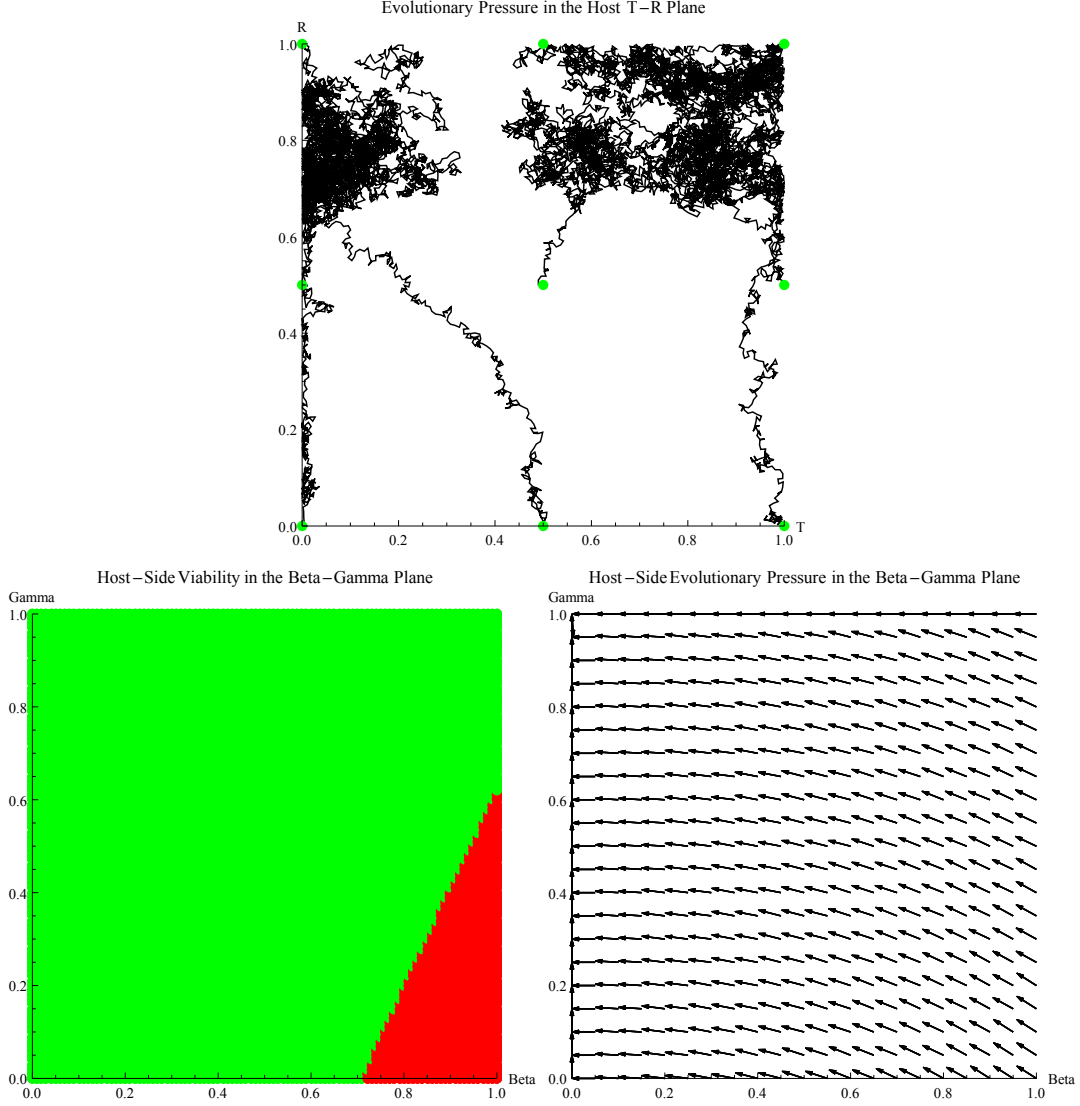 Evolutionary Pressure in the Host T-R Plane
R
1.0
0.8
0.6
0.4
0.2
0.0
0.0 0.2 0.4 0.6 0.8 1.0 T
Host-Side Viability in the Beta-Gamma Plane
Gamma
1.0
0.8
0.6
0.4
0.2
0.0
0.0 0.2 0.4 0.6 0.8 1.0 Beta
Host-Side Evolutionary Pressure in the Beta-Gamma Plane
Gamma
1.0
0.8
0.6
0.4
0.2
0.0
0.0 0.2 0.4 0.6 0.8 1.0 Beta